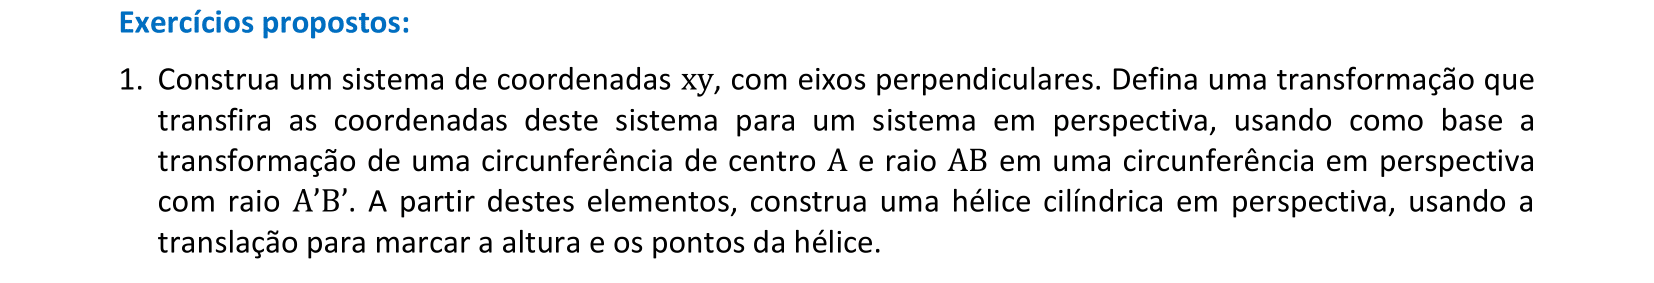 Exercícios propostos:
1. Construa um sistema de coordenadas xy, com eixos perpendiculares. Defina uma transformação que
transfira as coordenadas deste sistema para um sistema em perspectiva, usando como base a
transformação de uma circunferência de centro A e raio AB em uma circunferência em perspectiva
com raio A’B’. A partir destes elementos, construa uma hélice cilíndrica em perspectiva, usando a
translação para marcar a altura e os pontos da hélice.